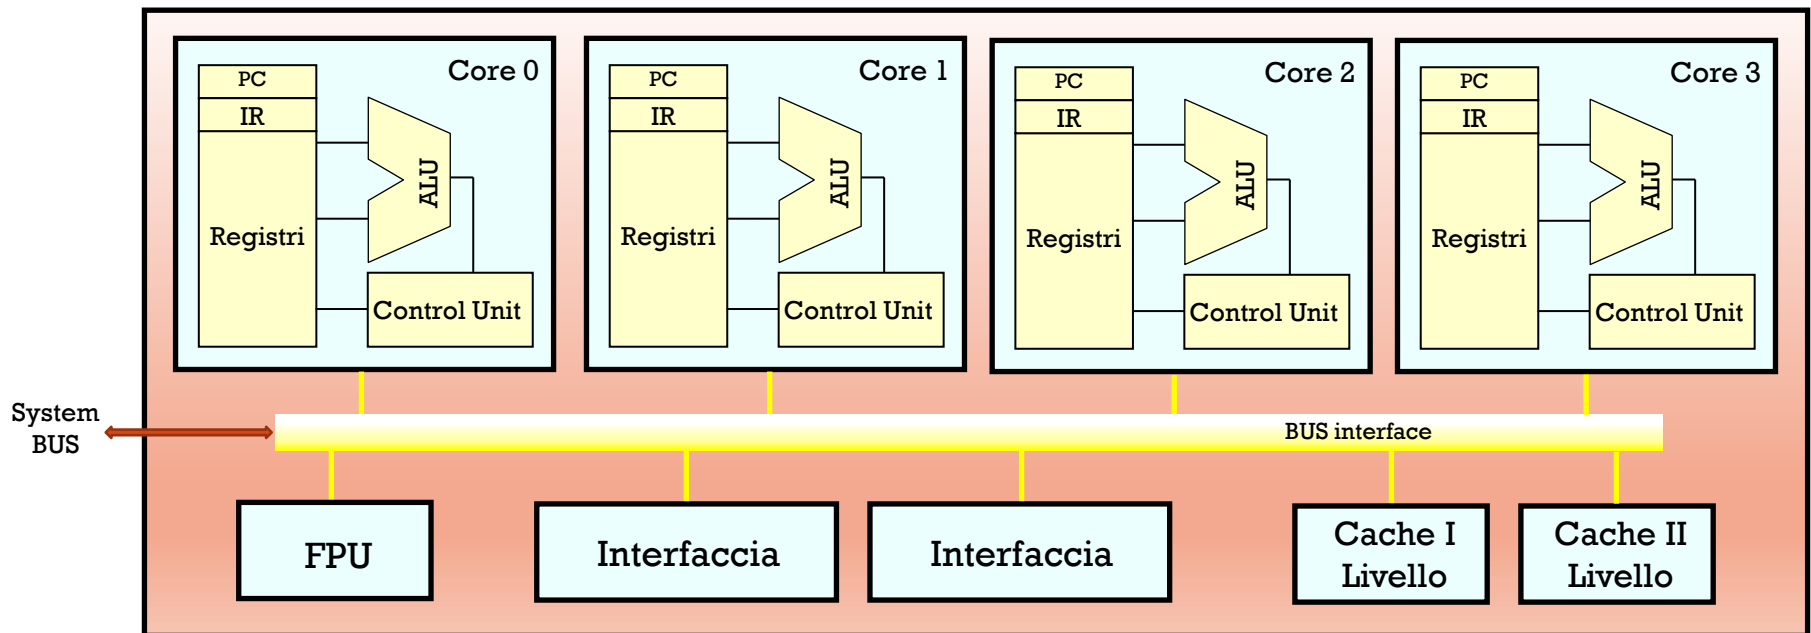 Core 0
PC
IR
ALU
Registri
Control Unit
Core 1
PC
IR
ALU
Registri
Control Unit
Core 2
PC
IR
ALU
Registri
Control Unit
Core 3
PC
IR
ALU
Registri
Control Unit
System
BUS
BUS interface
FPU
Interfaccia
Interfaccia
Cache I
Livello
Cache II
Livello